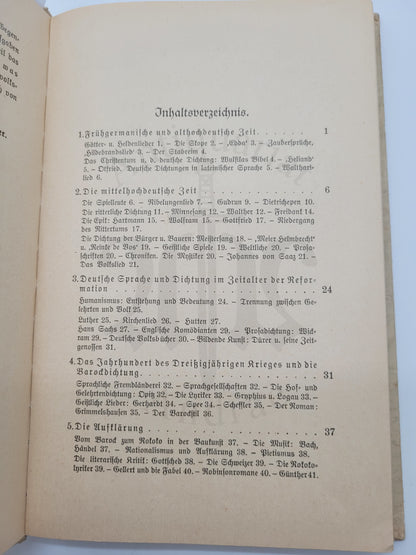 Gegen-
fgaben
eil das
was
Volks-
g von
er.
Inhaltsverzeichnis.
1. Frühgermanische und althochdeutsche Zeit . . . . . . 1
Götter- u. Heldenlieder 1. – Die Skope 2. – ‚Edda‘ 3. – Zaubersprüche,
‚Hildebrandslied‘ 3. – Der Stabreim 4.
Das Christentum u. d. deutsche Dichtung: Wulfilas Bibel 4. – ‚Heliand‘
5. – Otfried. Deutsche Dichtungen in lateinischer Sprache 5. – Walthari-
lied 6.
2. Die mittelhochdeutsche Zeit . . . . . . . . . . 6
Die Spielleute 6. – Nibelungenlied 7. – Gudrun 9. – Dietrichepen 10.
Die ritterliche Dichtung 11. – Minnesang 12. – Walther 12. – Freidank 14.
Die Epik: Hartmann 15. – Wolfram 15. – Gottfried 17. – Niedergang
des Rittertums 17.
Die Dichtung der Bürger u. Bauern: Meistersang 18. – ‚Meier Helmbrecht‘
u. ‚Reinke de Vos‘ 19. – Geistliche Spiele 19. – Weltliche 20. – Prosa-
schriften 20. – Chroniken. Die Mystiker 20. – Johannes von Saaz 21. –
Das Volkslied 21.
3. Deutsche Sprache und Dichtung im Zeitalter der Refor-
mation . . . . . . . . . . . . . . . . . . 24
Humanismus: Entstehung und Bedeutung 24. – Trennung zwischen Ge-
lehrten und Volk 25.
Luther 25. – Kirchenlied 26. – Hutten 27.
Hans Sachs 27. – Englische Komödianten 29. – Prosadichtung: Wick-
ram 29. – Deutsche Volksbücher 30. – Bildende Kunst: Dürer u. seine Zeit-
genossen 31.
4. Das Jahrhundert des Dreißigjährigen Krieges und die
Barockdichtung . . . . . . . . . . . . . . . 31
Sprachliche Fremdländerei 32. – Sprachgesellschaften 32. – Die Hof- und
Gelehrtendichtung: Opitz 32. – Die Lyriker 33. – Gryphius u. Logau 33. –
Geistliche Lieder: Gerhardt 34. – Spee 34. – Scheffler 35. – Der Roman:
Grimmelshausen 35. – Der Barockstil 36.
5. Die Aufklärung . . . . . . . . . . . . . . . 37
Vom Barock zum Rokoko in der Baukunst 37. – Die Musik: Bach,
Händel 37. – Rationalismus und Aufklärung 38. – Pietismus 38.
Die literarische Kritik: Gottsched 38. – Die Schweizer 39. – Die Rokoko-
lyriker 39. – Gellert und die Fabel 40. – Robinsonromane 40. – Günther 41.